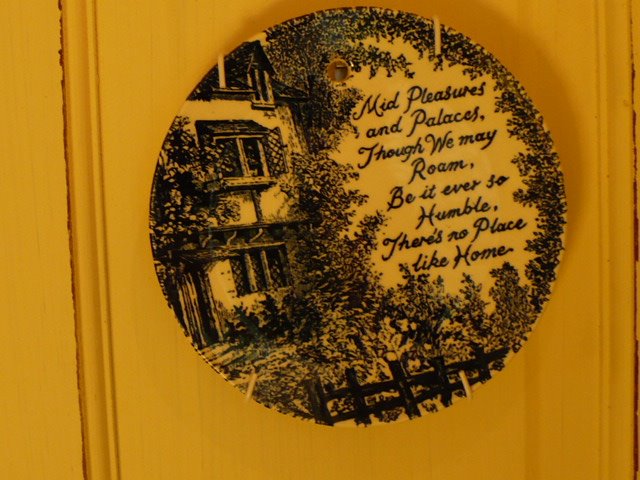 Mid Pleasures
and Palaces,
Though We may
Roam,
Be it ever so
Humble,
There's no Place
like Home.